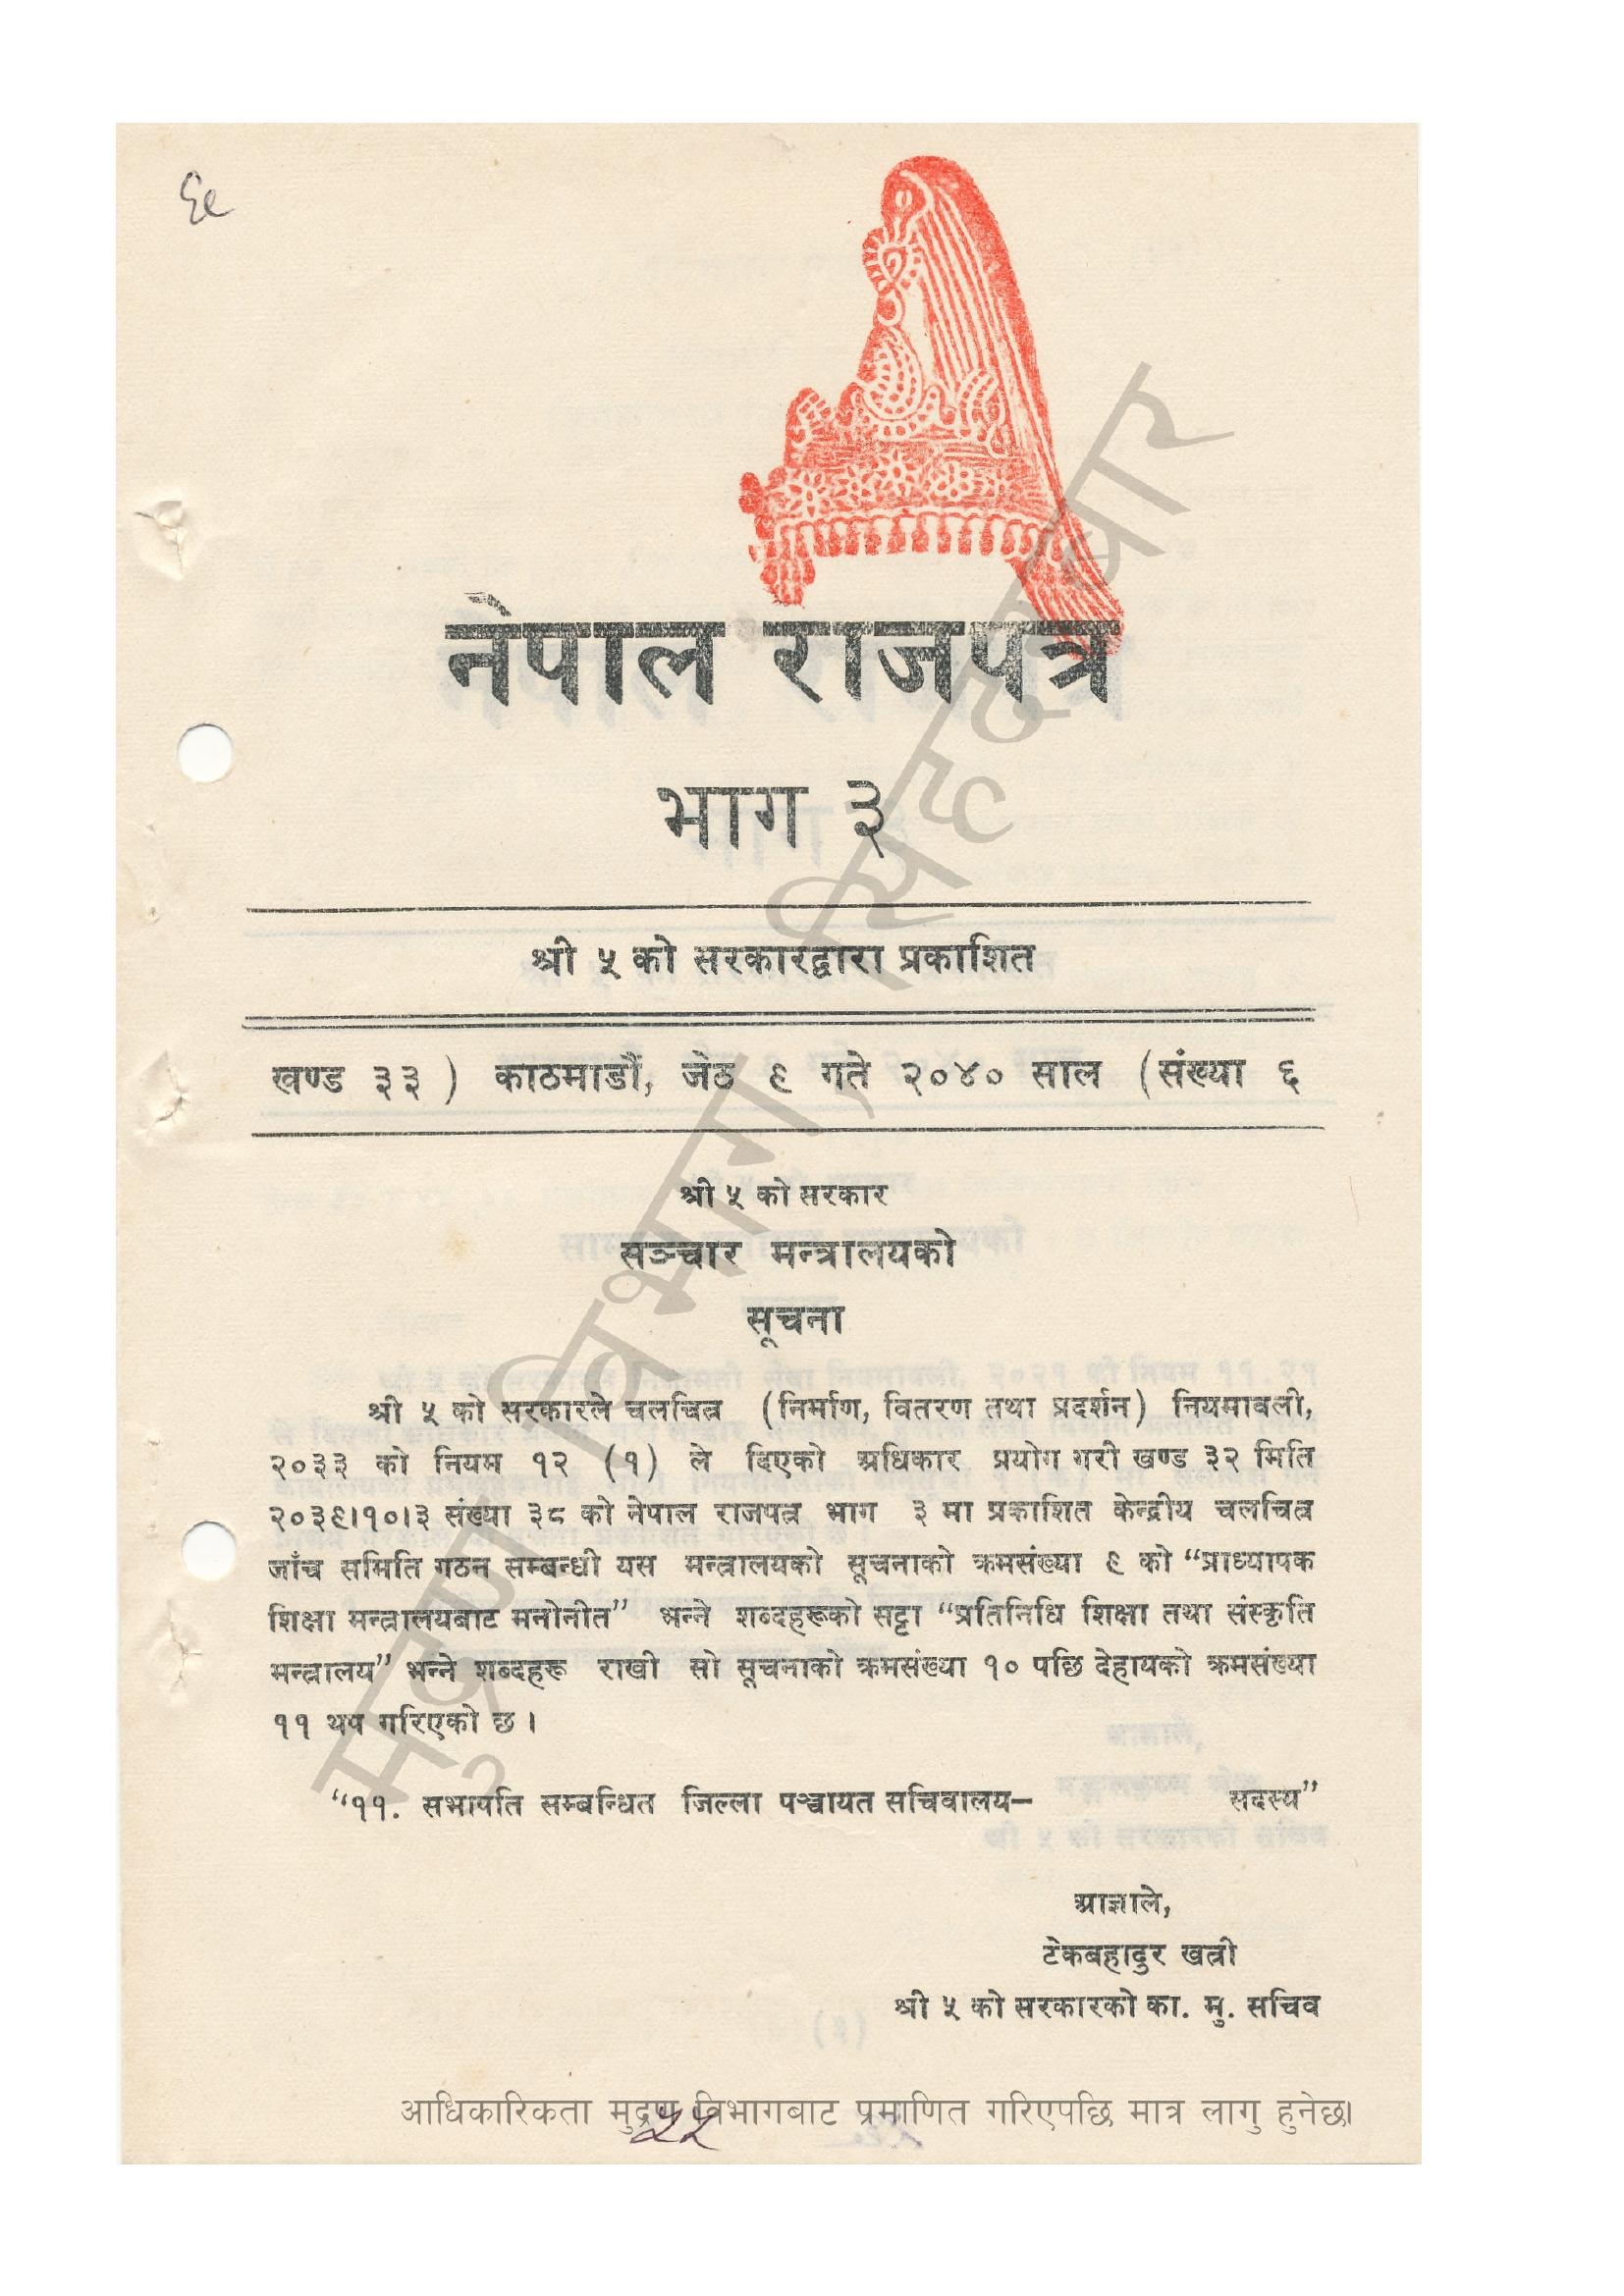 नेपाल राजपत्र
भाग ३
श्री ५ को सरकारद्वारा प्रकाशित
खण्ड ३३ ) काठमाडौं, जेठ ९ गते २०४० साल (संख्या ६
श्री ५ को सरकार
सञ्चार मन्त्रालयको
सूचना
श्री ५ को सरकारले चलचित्र (निर्माण, वितरण तथा प्रदर्शन) नियमावली,
२०३३ को नियम १२ (१) ले दिएको अधिकार प्रयोग गरी खण्ड ३२ मिति
२०३९।१०।३ संख्या ३८ को नेपाल राजपत्र भाग ३ मा प्रकाशित केन्द्रीय चलचित्र
जाँच समिति गठन सम्बन्धी यस मन्त्रालयको सूचनाको क्रमसंख्या ९ को “प्राध्यापक
शिक्षा मन्त्रालयबाट मनोनीत” भन्ने शब्दहरूको सट्टा “प्रतिनिधि शिक्षा तथा संस्कृति
मन्त्रालय” भन्ने शब्दहरू राखी सो सूचनाको क्रमसंख्या १० पछि देहायको क्रमसंख्या
११ थप गरिएको छ ।
“११. सभापति सम्बन्धित जिल्ला पञ्चायत सचिवालय– सदस्य”
आज्ञाले,
टेकबहादुर खत्री
श्री ५ को सरकारको का. मु. सचिव
आधिकारिकता मुद्रण विभागबाट प्रमाणित गरिएपछि मात्र लागु हुनेछ।
५५
मुद्रण विभाग, सिंहदरबार